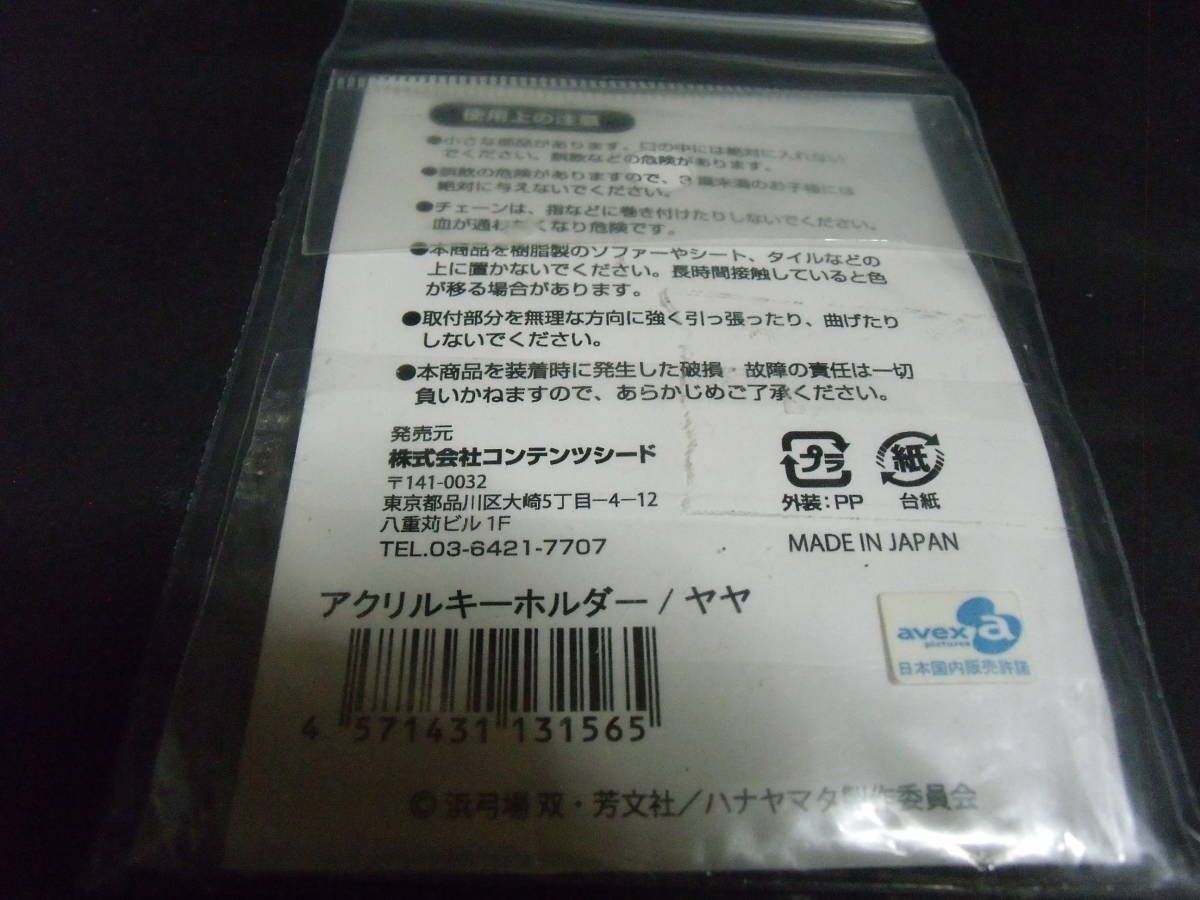 使用上の注意
●小さな部品があります。口の中には絶対に入れない
でください。誤飲などの危険があります。
●誤飲の危険がありますので、3歳未満のお子様には
絶対に与えないでください。
●チェーンは、指などに巻き付けたりしないでください。
血が通わなくなり危険です。
●本商品を樹脂製のソファーやシート、タイルなどの
上に置かないでください。長時間接触していると色
が移る場合があります。
●取付部分を無理な方向に強く引っ張ったり、曲げたり
しないでください。
●本商品を装着時に発生した破損・故障の責任は一切
負いかねますので、あらかじめご了承ください。
発売元
株式会社コンテンツシード
〒141-0032
東京都品川区大崎5丁目−4−12
八重苅ビル1F
TEL.03-6421-7707
プラ
外装:PP
紙
台紙
MADE IN JAPAN
アクリルキーホルダー/ヤヤ
4 571431 131565
avex a
pictures
日本国内販売許諾
© 浜弓場 双・芳文社/ハナヤマタ製作委員会